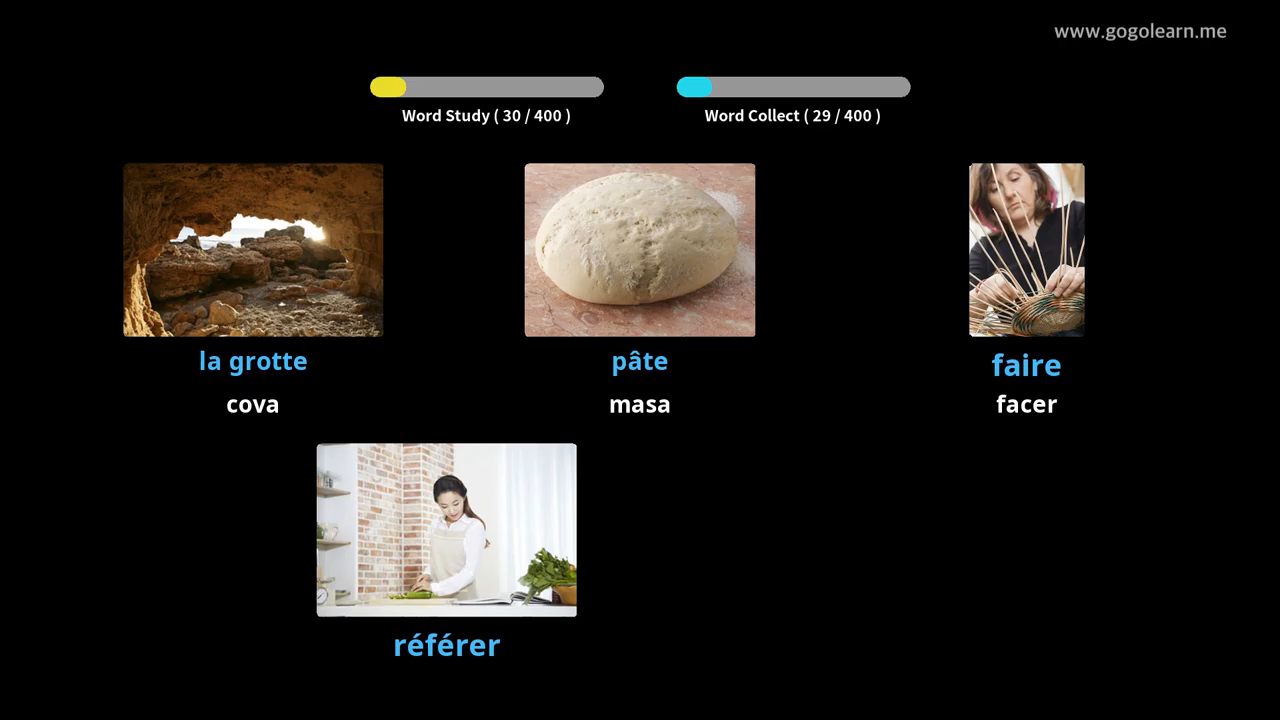 www.gogolearn.me
Word Study ( 30 / 400 )
Word Collect ( 29 / 400 )
la grotte
pâte
faire
cova
masa
facer
référer